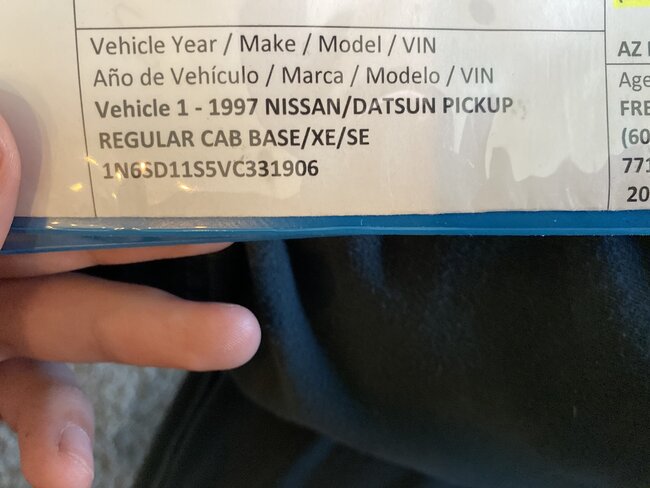 Vehicle Year / Make / Model / VIN
Año de Vehículo / Marca / Modelo / VIN
Vehicle 1 - 1997 NISSAN/DATSUN PICKUP
REGULAR CAB BASE/XE/SE
1N6SD11S5VC331906
AZ
Age
FRE
(60
771
20